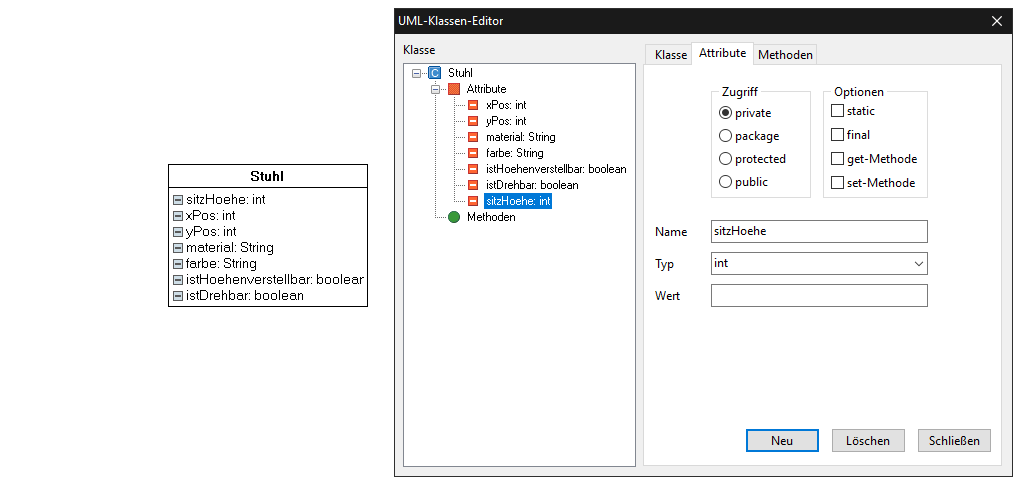 Stuhl
sitzHoehe: int
xPos: int
yPos: int
material: String
farbe: String
istHoehenverstellbar: boolear
istDrehbar: boolean
UML-Klassen-Editor
Klasse
Stuhl
Attribute
xPos: int
yPos: int
material: String
farbe: String
istHoehenverstellbar: boolean
istDrehbar: boolean
sitzHoehe: int
Methoden
Klasse Attribute Methoden
Zugriff
private
package
protected
public
Optionen
static
final
get-Methode
set-Methode
Name sitzHoehe
Typ int
Wert
Neu Löschen Schließen